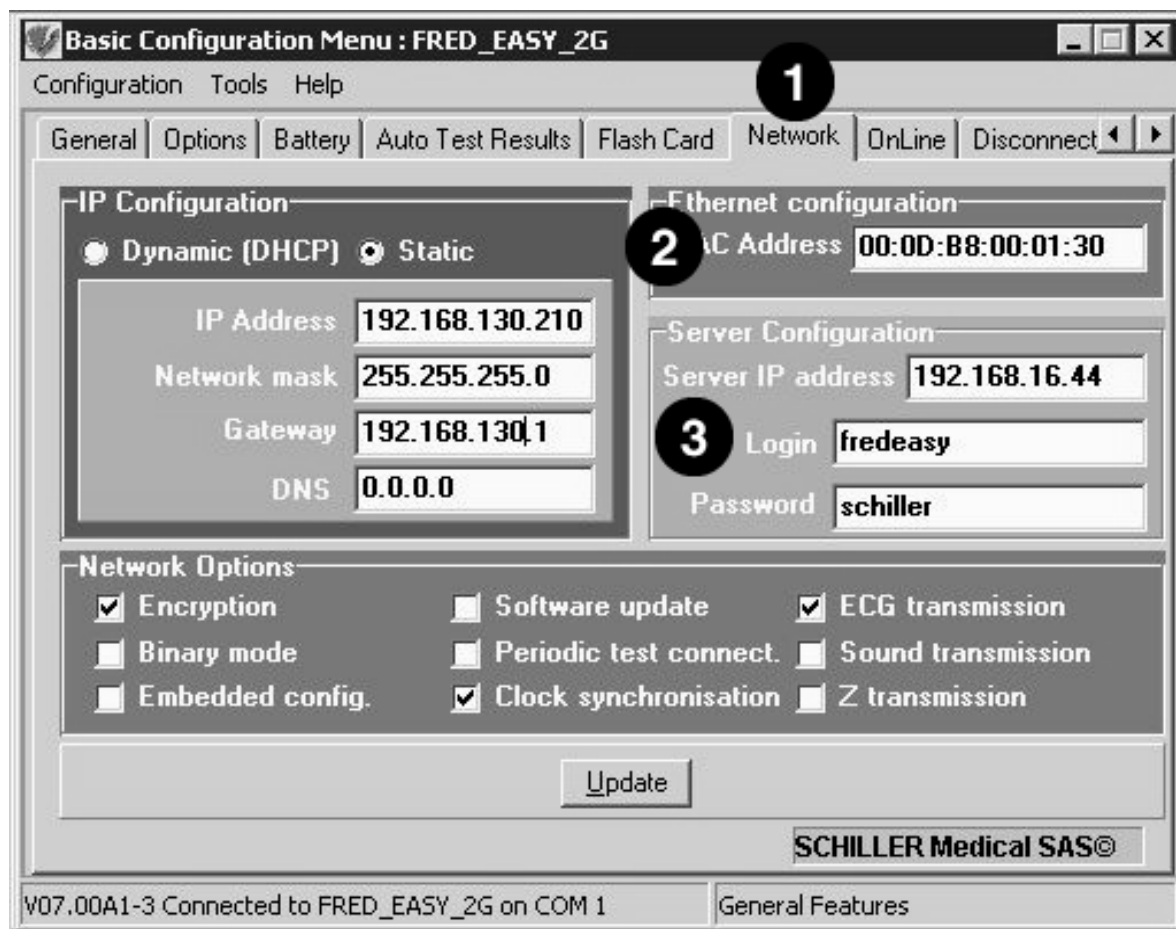 Basic Configuration Menu : FRED_EASY_2G
Configuration Tools Help
1
General Options Battery Auto Test Results Flash Card Network OnLine Disconnect
IP Configuration
Dynamic (DHCP) Static
IP Address 192.168.130.210
Network mask 255.255.255.0
Gateway 192.168.130.1
DNS 0.0.0.0
Ethernet configuration
2
AC Address 00:0D:B8:00:01:30
Server Configuration
Server IP address 192.168.16.44
3
Login fredeasy
Password schiller
Network Options
Encryption Software update ECG transmission
Binary mode Periodic test connect. Sound transmission
Embedded config. Clock synchronisation Z transmission
Update
SCHILLER Medical SAS©
V07.00A1-3 Connected to FRED_EASY_2G on COM 1 General Features